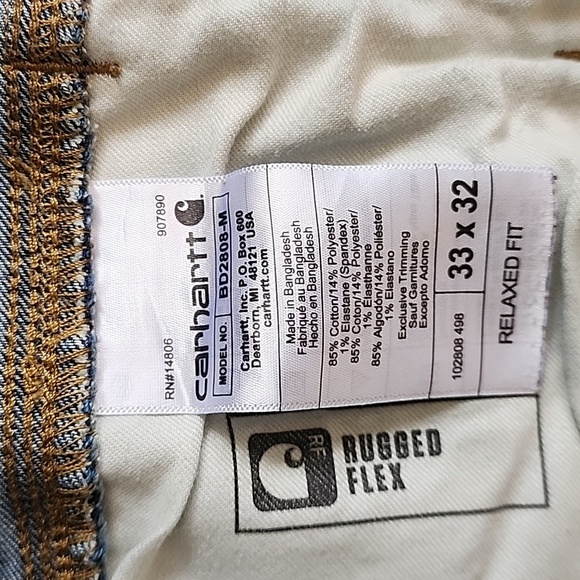 RN#14806
907890
carhartt
MODEL NO.
BD2808-M
Carhartt, Inc. P.O. Box 600
Dearborn, MI 48121 USA
carhartt.com
Made in Bangladesh
Fabriqué au Bangladesh
Hecho en Bangladesh
85% Cotton/14% Polyester/
1% Elastane (Spandex)
85% Coton/14% Polyester/
1% Elasthanne
85% Algodón/14% Poliéster/
1% Elastano
Exclusive Trimming
Sauf Garnitures
Excepto Adorno
102808 498
33 x 32
RELAXED FIT
RF
RUGGED
FLEX